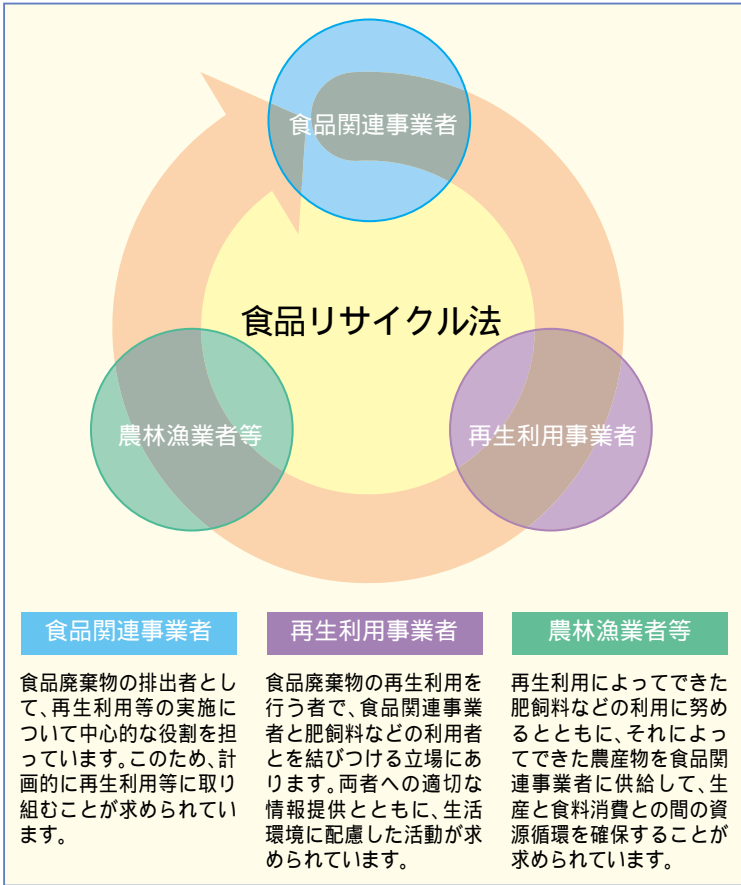 食品関連事業者
食品リサイクル法
農林漁業者等
再生利用事業者
食品関連事業者
食品廃棄物の排出者とし
て、再生利用等の実施に
ついて中心的な役割を担
っています。このため、計
画的に再生利用等に取り
組むことが求められてい
ます。
再生利用事業者
食品廃棄物の再生利用を
行う者で、食品関連事業
者と肥飼料などの利用者
とを結びつける立場にあ
ります。両者への適切な
情報提供とともに、生活
環境に配慮した活動が求
められています。
農林漁業者等
再生利用によってできた
肥飼料などの利用に努め
るとともに、それによっ
てできた農産物を食品関
連事業者に供給して、生
産と食料消費との間の資
源循環を確保することが
求められています。